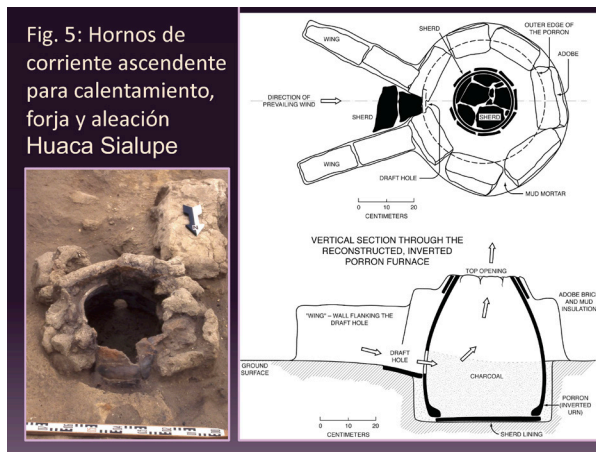 Fig. 5: Hornos de
corriente ascendente
para calentamiento,
forja y aleación
Huaca Sialupe
WING
SHERD
OUTER EDGE OF
THE PORRON
ADOBE
DIRECTION OF
PREVAILING WIND
SHERD
SHERD
WING
DRAFT HOLE
MUD MORTAR
0 10 20
CENTIMETERS
VERTICAL SECTION THROUGH THE
RECONSTRUCTED, INVERTED
PORRON FURNACE
TOP OPENING
"WING" – WALL FLANKING THE
DRAFT HOLE
ADOBE BRIC
AND MUD
INSULATION
DRAFT
HOLE
GROUND
SURFACE
CHARCOAL
PORRON
(INVERTED
URN)
0 10 20
CENTIMETERS
SHERD LINING